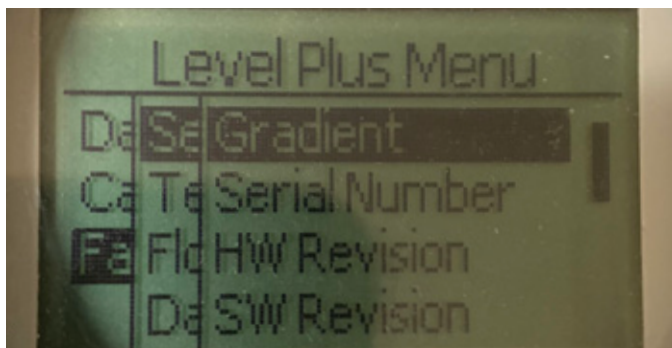 Level Plus Menu
Da Se Gradient
Ca Te Serial Number
Fa Flo HW Revision
Da SW Revision